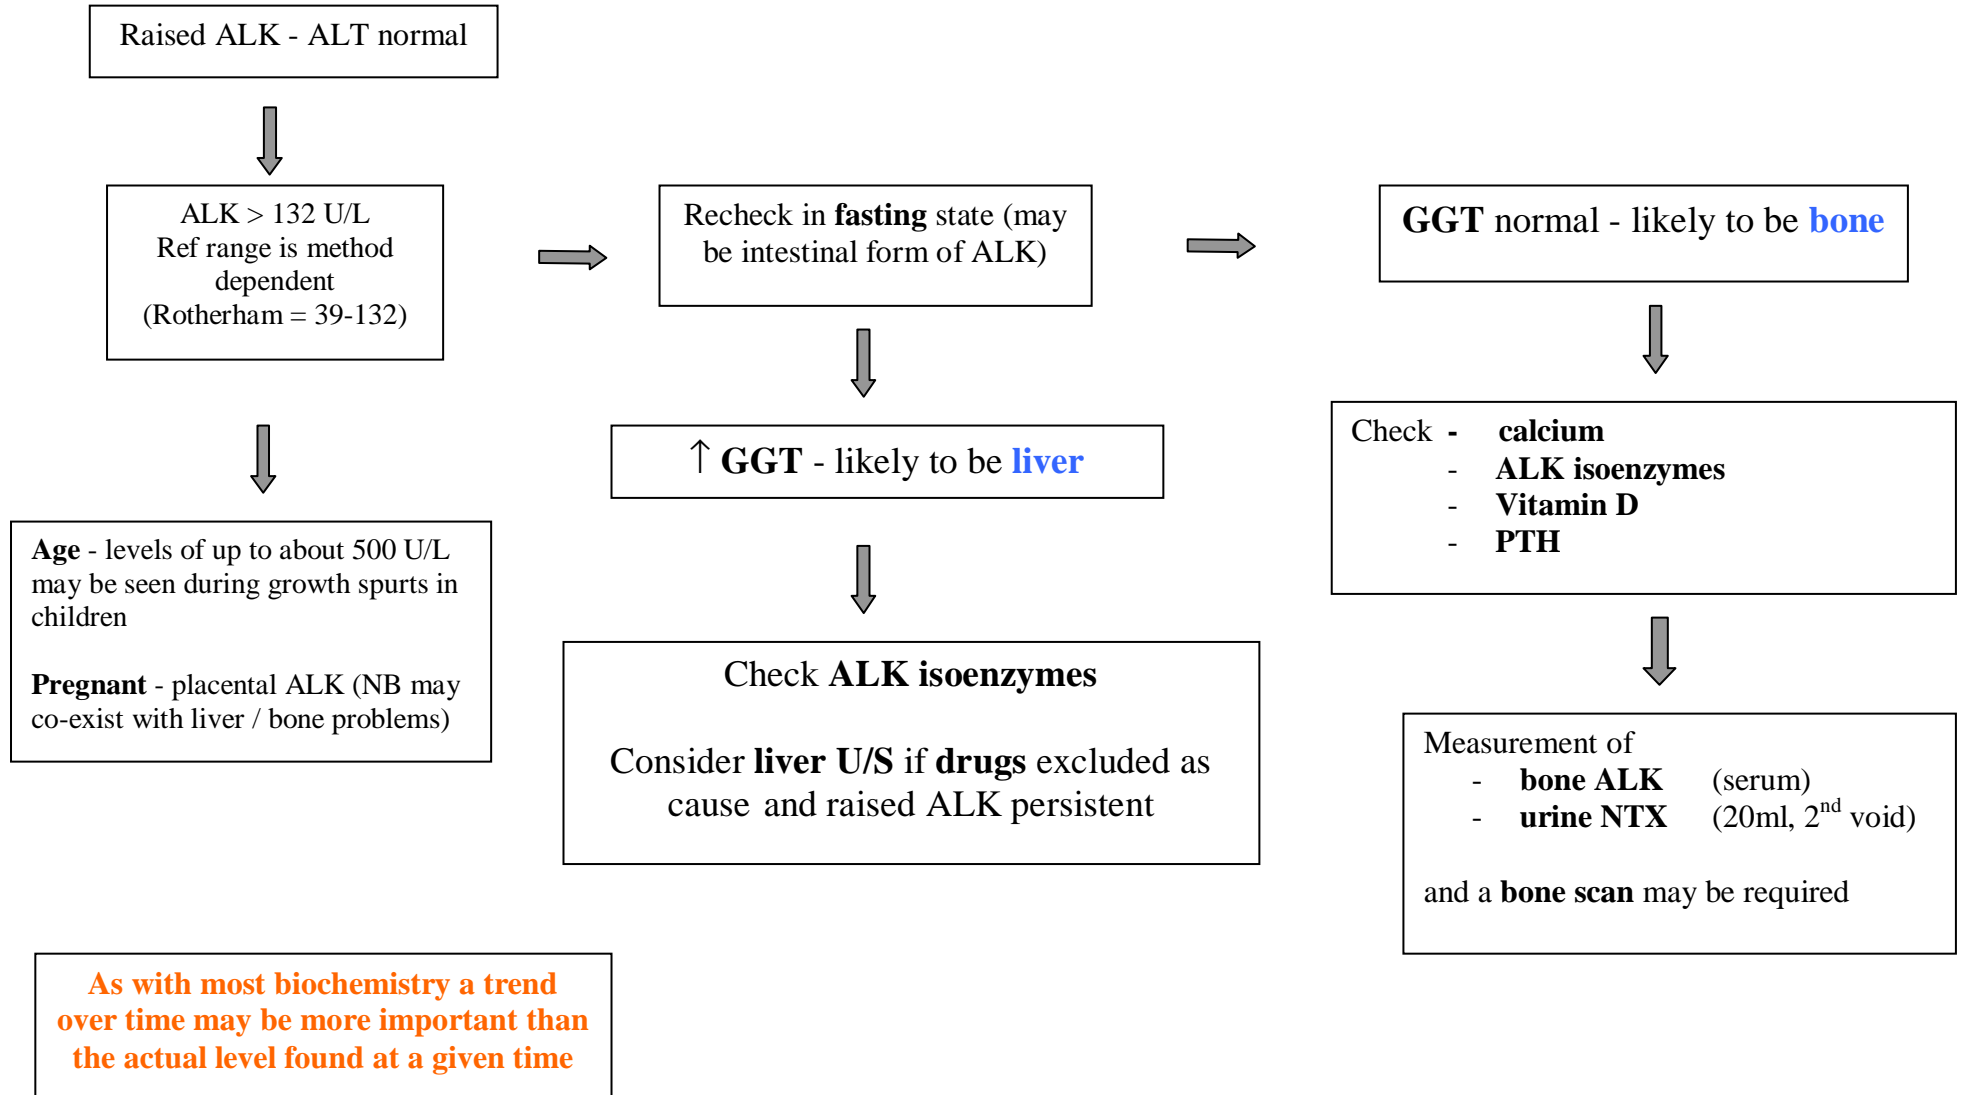 Raised ALK - ALT normal
ALK > 132 U/L
Ref range is method
dependent
(Rotherham = 39-132)
Age - levels of up to about 500 U/L
may be seen during growth spurts in
children
Pregnant - placental ALK (NB may
co-exist with liver / bone problems)
Recheck in fasting state (may
be intestinal form of ALK)
↑ GGT - likely to be liver
Check ALK isoenzymes
Consider liver U/S if drugs excluded as
cause and raised ALK persistent
GGT normal - likely to be bone
Check - calcium
- ALK isoenzymes
- Vitamin D
- PTH
Measurement of
- bone ALK (serum)
- urine NTX (20ml, 2nd void)
and a bone scan may be required
As with most biochemistry a trend
over time may be more important than
the actual level found at a given time